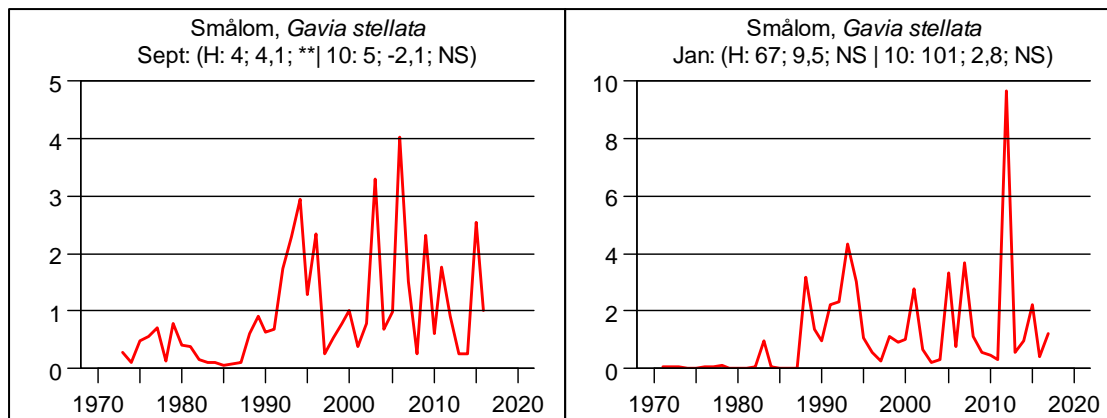 Smålom, Gavia stellata
Sept: (H: 4; 4,1; **| 10: 5; -2,1; NS)
5
4
3
2
1
0
1970 1980 1990 2000 2010 2020
Smålom, Gavia stellata
Jan: (H: 67; 9,5; NS | 10: 101; 2,8; NS)
10
8
6
4
2
0
1970 1980 1990 2000 2010 2020